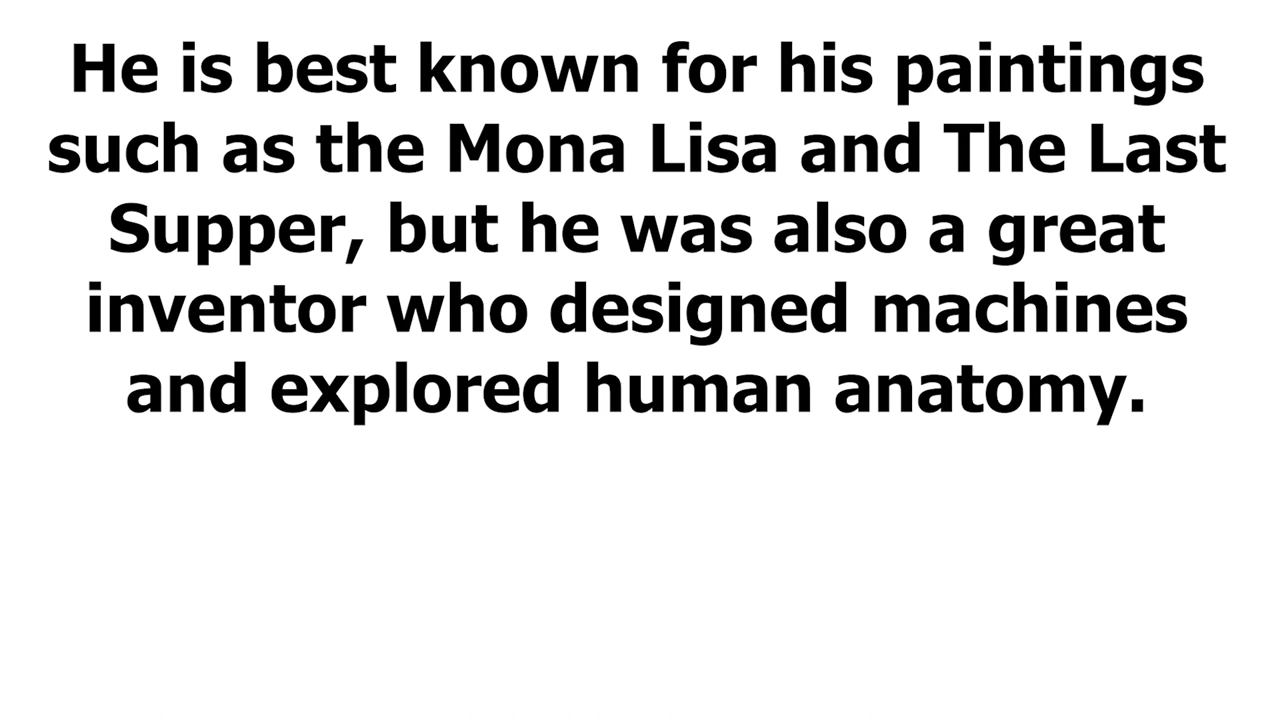 He is best known for his paintings
such as the Mona Lisa and The Last
Supper, but he was also a great
inventor who designed machines
and explored human anatomy.